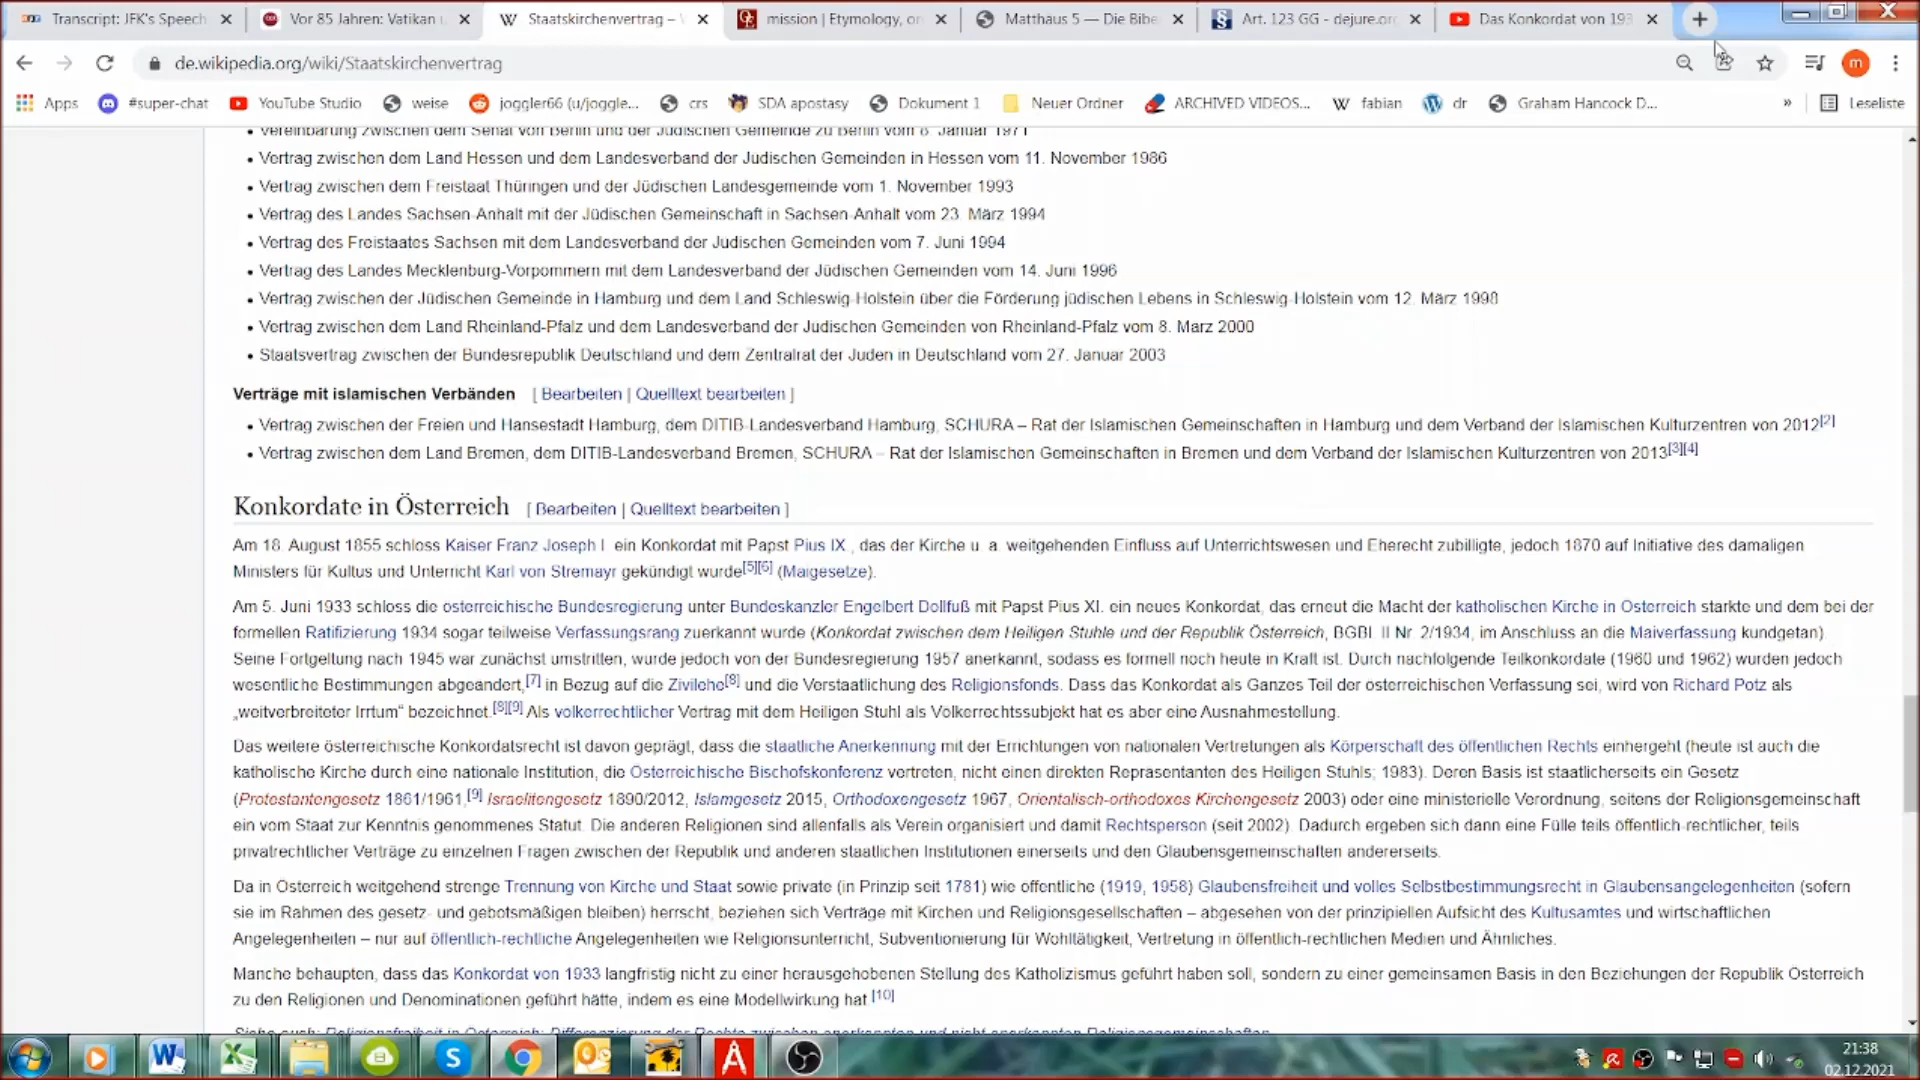 Transcript: JFK's Speech
Vor 85 Jahren: Vatikan u
Staatskirchenvertrag – W
mission | Etymology, or
Matthäus 5 — Die Bibe
Art. 123 GG - dejure.or
Das Konkordat von 193
de.wikipedia.org/wiki/Staatskirchenvertrag
m
Apps
#super-chat
YouTube Studio
weise
joggler66 (u/joggle...
crs
SDA apostasy
Dokument 1
Neuer Ordner
ARCHIVED VIDEOS...
fabian
dr
Graham Hancock D...
»
Leseliste
Vereinbarung zwischen dem Senat von Berlin und der Jüdischen Gemeinde zu Berlin vom 8. Januar 1971
• Vertrag zwischen dem Land Hessen und dem Landesverband der Jüdischen Gemeinden in Hessen vom 11. November 1986
• Vertrag zwischen dem Freistaat Thüringen und der Jüdischen Landesgemeinde vom 1. November 1993
• Vertrag des Landes Sachsen-Anhalt mit der Jüdischen Gemeinschaft in Sachsen-Anhalt vom 23. März 1994
• Vertrag des Freistaates Sachsen mit dem Landesverband der Jüdischen Gemeinden vom 7. Juni 1994
• Vertrag des Landes Mecklenburg-Vorpommern mit dem Landesverband der Jüdischen Gemeinden vom 14. Juni 1996
• Vertrag zwischen der Jüdischen Gemeinde in Hamburg und dem Land Schleswig-Holstein über die Förderung jüdischen Lebens in Schleswig-Holstein vom 12. März 1998
• Vertrag zwischen dem Land Rheinland-Pfalz und dem Landesverband der Jüdischen Gemeinden von Rheinland-Pfalz vom 8. März 2000
• Staatsvertrag zwischen der Bundesrepublik Deutschland und dem Zentralrat der Juden in Deutschland vom 27. Januar 2003
Verträge mit islamischen Verbänden [ Bearbeiten | Quelltext bearbeiten ]
• Vertrag zwischen der Freien und Hansestadt Hamburg, dem DITIB-Landesverband Hamburg, SCHURA – Rat der Islamischen Gemeinschaften in Hamburg und dem Verband der Islamischen Kulturzentren von 2012[2]
• Vertrag zwischen dem Land Bremen, dem DITIB-Landesverband Bremen, SCHURA – Rat der Islamischen Gemeinschaften in Bremen und dem Verband der Islamischen Kulturzentren von 2013[3][4]
Konkordate in Österreich [ Bearbeiten | Quelltext bearbeiten ]
Am 18. August 1855 schloss Kaiser Franz Joseph I. ein Konkordat mit Papst Pius IX., das der Kirche u. a. weitgehenden Einfluss auf Unterrichtswesen und Eherecht zubilligte, jedoch 1870 auf Initiative des damaligen
Ministers für Kultus und Unterricht Karl von Stremayr gekündigt wurde[5][6] (Maigesetze).
Am 5. Juni 1933 schloss die österreichische Bundesregierung unter Bundeskanzler Engelbert Dollfuß mit Papst Pius XI. ein neues Konkordat, das erneut die Macht der katholischen Kirche in Österreich stärkte und dem bei der
formellen Ratifizierung 1934 sogar teilweise Verfassungsrang zuerkannt wurde (Konkordat zwischen dem Heiligen Stuhle und der Republik Österreich, BGBl. II Nr. 2/1934, im Anschluss an die Maiverfassung kundgetan).
Seine Fortgeltung nach 1945 war zunächst umstritten, wurde jedoch von der Bundesregierung 1957 anerkannt, sodass es formell noch heute in Kraft ist. Durch nachfolgende Teilkonkordate (1960 und 1962) wurden jedoch
wesentliche Bestimmungen abgeändert,[7] in Bezug auf die Zivilehe[8] und die Verstaatlichung des Religionsfonds. Dass das Konkordat als Ganzes Teil der österreichischen Verfassung sei, wird von Richard Potz als
„weitverbreiteter Irrtum“ bezeichnet.[8][9] Als völkerrechtlicher Vertrag mit dem Heiligen Stuhl als Völkerrechtssubjekt hat es aber eine Ausnahmestellung.
Das weitere österreichische Konkordatsrecht ist davon geprägt, dass die staatliche Anerkennung mit der Errichtungen von nationalen Vertretungen als Körperschaft des öffentlichen Rechts einhergeht (heute ist auch die
katholische Kirche durch eine nationale Institution, die Österreichische Bischofskonferenz vertreten, nicht einen direkten Repräsentanten des Heiligen Stuhls; 1983). Deren Basis ist staatlicherseits ein Gesetz
(Protestantengesetz 1861/1961,[9] Israelitengesetz 1890/2012, Islamgesetz 2015, Orthodoxengesetz 1967, Orientalisch-orthodoxes Kirchengesetz 2003) oder eine ministerielle Verordnung, seitens der Religionsgemeinschaft
ein vom Staat zur Kenntnis genommenes Statut. Die anderen Religionen sind allenfalls als Verein organisiert und damit Rechtsperson (seit 2002). Dadurch ergeben sich dann eine Fülle teils öffentlich-rechtlicher, teils
privatrechtlicher Verträge zu einzelnen Fragen zwischen der Republik und anderen staatlichen Institutionen einerseits und den Glaubensgemeinschaften andererseits.
Da in Österreich weitgehend strenge Trennung von Kirche und Staat sowie private (in Prinzip seit 1781) wie öffentliche (1919, 1958) Glaubensfreiheit und volles Selbstbestimmungsrecht in Glaubensangelegenheiten (sofern
sie im Rahmen des gesetz- und gebotsmäßigen bleiben) herrscht, beziehen sich Verträge mit Kirchen und Religionsgesellschaften – abgesehen von der prinzipiellen Aufsicht des Kultusamtes und wirtschaftlichen
Angelegenheiten – nur auf öffentlich-rechtliche Angelegenheiten wie Religionsunterricht, Subventionierung für Wohltätigkeit, Vertretung in öffentlich-rechtlichen Medien und Ähnliches.
Manche behaupten, dass das Konkordat von 1933 langfristig nicht zu einer herausgehobenen Stellung des Katholizismus geführt haben soll, sondern zu einer gemeinsamen Basis in den Beziehungen der Republik Österreich
zu den Religionen und Denominationen geführt hätte, indem es eine Modellwirkung hat.[10]
Siehe auch: Religionsfreiheit in Österreich: Differenzierung der Rechte zwischen anerkannten und nicht anerkannten Religionsgemeinschaften
21:38
02.12.2021